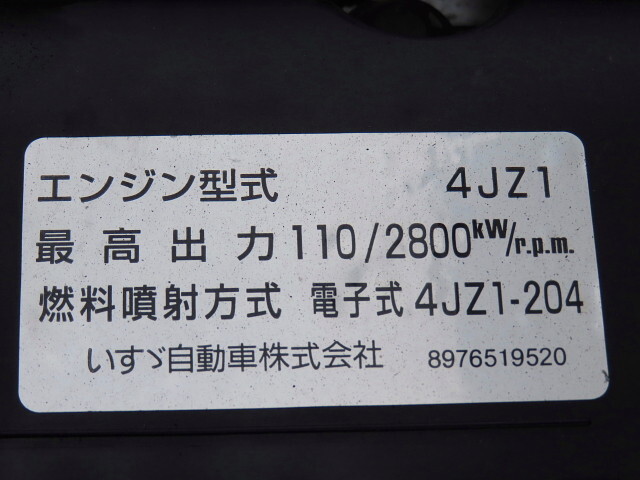 エンジン型式 4JZ1
最高出力 110/2800kW/r.p.m.
燃料噴射方式 電子式 4JZ1-204
いすゞ自動車株式会社 8976519520